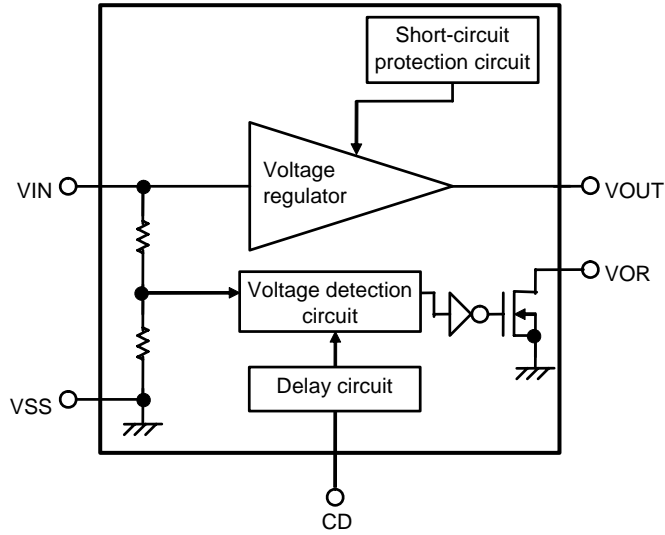 Short-circuit
protection circuit
Voltage
regulator
VIN
VOUT
VOR
Voltage detection
circuit
Delay circuit
VSS
CD